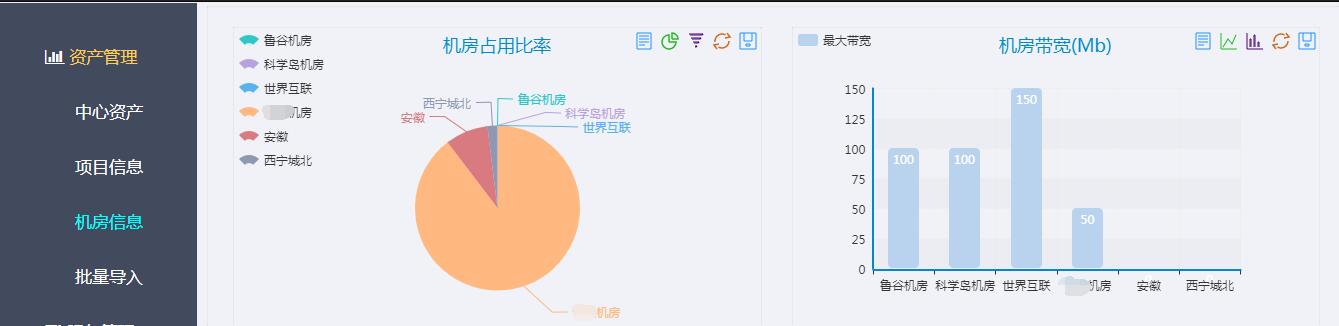 资产管理
中心资产
项目信息
机房信息
批量导入
机房占用比率
鲁谷机房
科学岛机房
世界互联
机房
安徽
西宁城北
西宁城北
鲁谷机房
安徽
科学岛机房
世界互联
机房
机房带宽(Mb)
最大带宽
150
125
100
75
50
25
0
100
100
150
50
0
0
鲁谷机房
科学岛机房
世界互联
机房
安徽
西宁城北